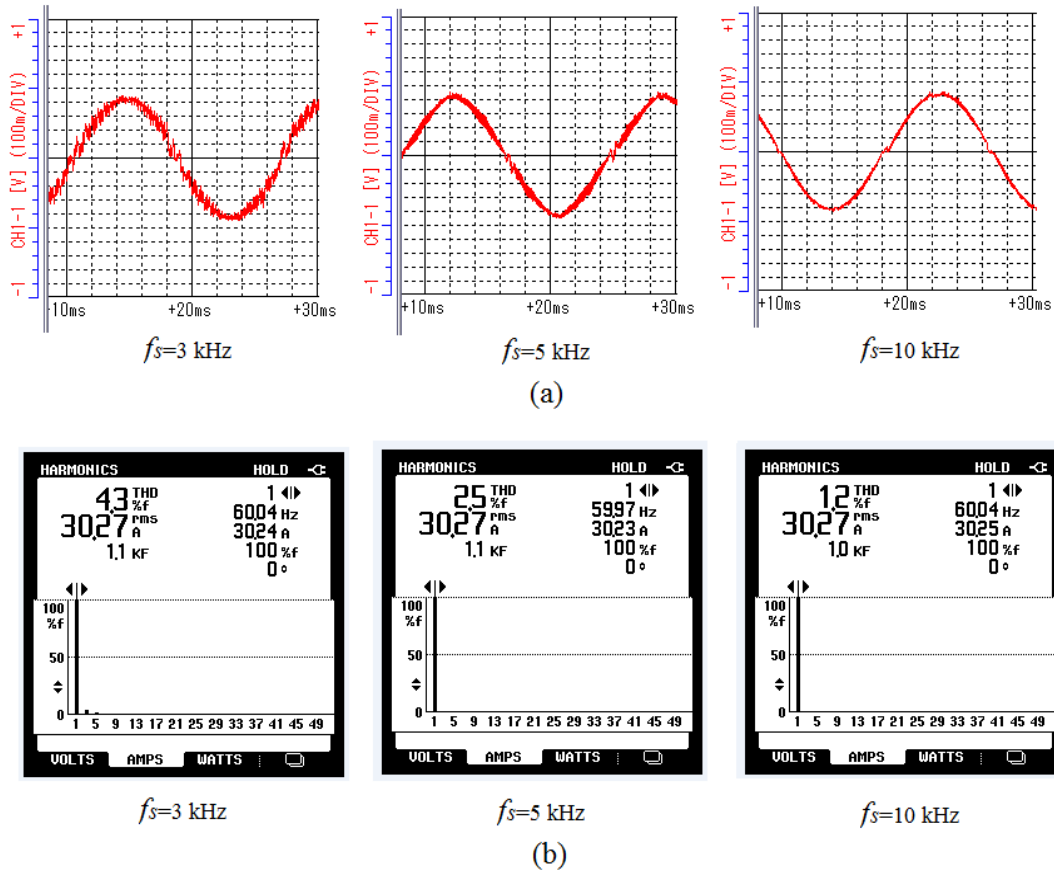 CH1-1 [V] (100m/DIV)
+1
-1
+10ms +20ms +30ms
fs=3 kHz
CH1-1 [V] (100m/DIV)
+1
-1
+10ms +20ms +30ms
fs=5 kHz
CH1-1 [V] (100m/DIV)
+1
-1
+10ms +20ms +30ms
fs=10 kHz
(a)
HARMONICS HOLD
4.3 THD %f
30.27 rms A
1.1 KF
1
60.04 Hz
30.24 A
100 %f
0 °
100
%f
50
0
1 5 9 13 17 21 25 29 33 37 41 45 49
VOLTS AMPS WATTS
fs=3 kHz
HARMONICS HOLD
2.5 THD %f
30.27 rms A
1.1 KF
1
59.97 Hz
30.23 A
100 %f
0 °
100
%f
50
0
1 5 9 13 17 21 25 29 33 37 41 45 49
VOLTS AMPS WATTS
fs=5 kHz
HARMONICS HOLD
1.2 THD %f
30.27 rms A
1.0 KF
1
60.04 Hz
30.25 A
100 %f
0 °
100
%f
50
0
1 5 9 13 17 21 25 29 33 37 41 45 49
VOLTS AMPS WATTS
fs=10 kHz
(b)